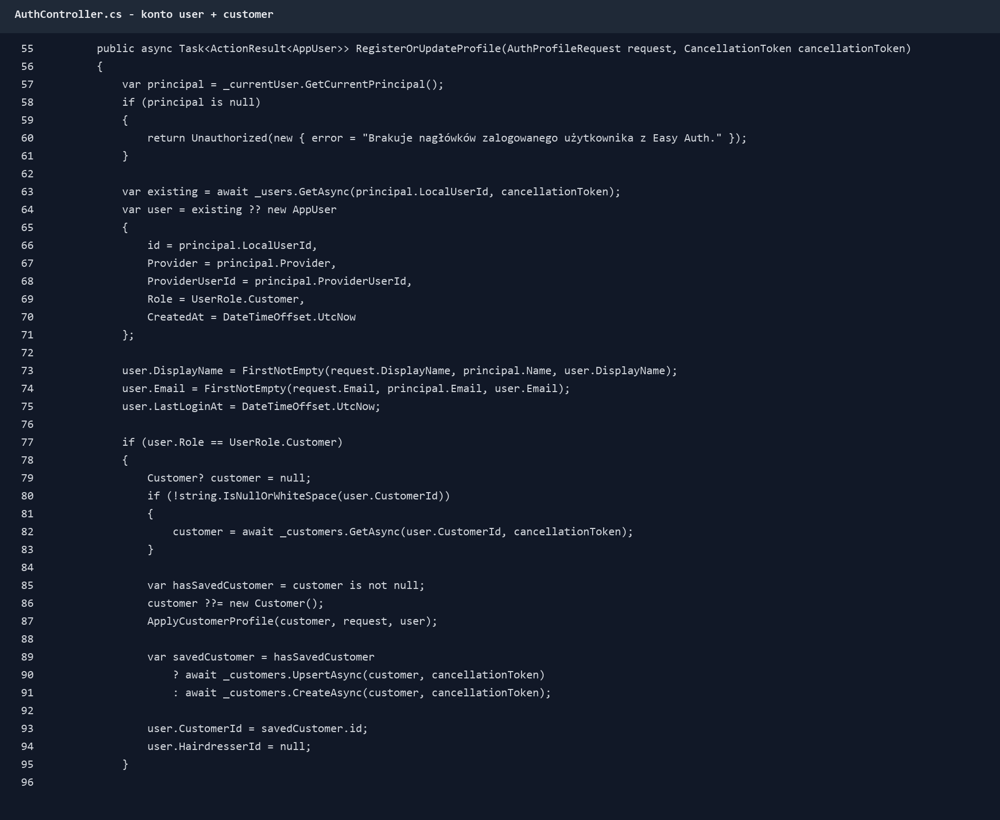 AuthController.cs - konto user + customer
55 public async Task<ActionResult<AppUser>> RegisterOrUpdateProfile(AuthProfileRequest request, CancellationToken cancellationToken)
56 {
57 var principal = _currentUser.GetCurrentPrincipal();
58 if (principal is null)
59 {
60 return Unauthorized(new { error = "Brakuje nagłówków zalogowanego użytkownika z Easy Auth." });
61 }
62
63 var existing = await _users.GetAsync(principal.LocalUserId, cancellationToken);
64 var user = existing ?? new AppUser
65 {
66 id = principal.LocalUserId,
67 Provider = principal.Provider,
68 ProviderUserId = principal.ProviderUserId,
69 Role = UserRole.Customer,
70 CreatedAt = DateTimeOffset.UtcNow
71 };
72
73 user.DisplayName = FirstNotEmpty(request.DisplayName, principal.Name, user.DisplayName);
74 user.Email = FirstNotEmpty(request.Email, principal.Email, user.Email);
75 user.LastLoginAt = DateTimeOffset.UtcNow;
76
77 if (user.Role == UserRole.Customer)
78 {
79 Customer? customer = null;
80 if (!string.IsNullOrWhiteSpace(user.CustomerId))
81 {
82 customer = await _customers.GetAsync(user.CustomerId, cancellationToken);
83 }
84
85 var hasSavedCustomer = customer is not null;
86 customer ??= new Customer();
87 ApplyCustomerProfile(customer, request, user);
88
89 var savedCustomer = hasSavedCustomer
90 ? await _customers.UpsertAsync(customer, cancellationToken)
91 : await _customers.CreateAsync(customer, cancellationToken);
92
93 user.CustomerId = savedCustomer.id;
94 user.HairdresserId = null;
95 }
96